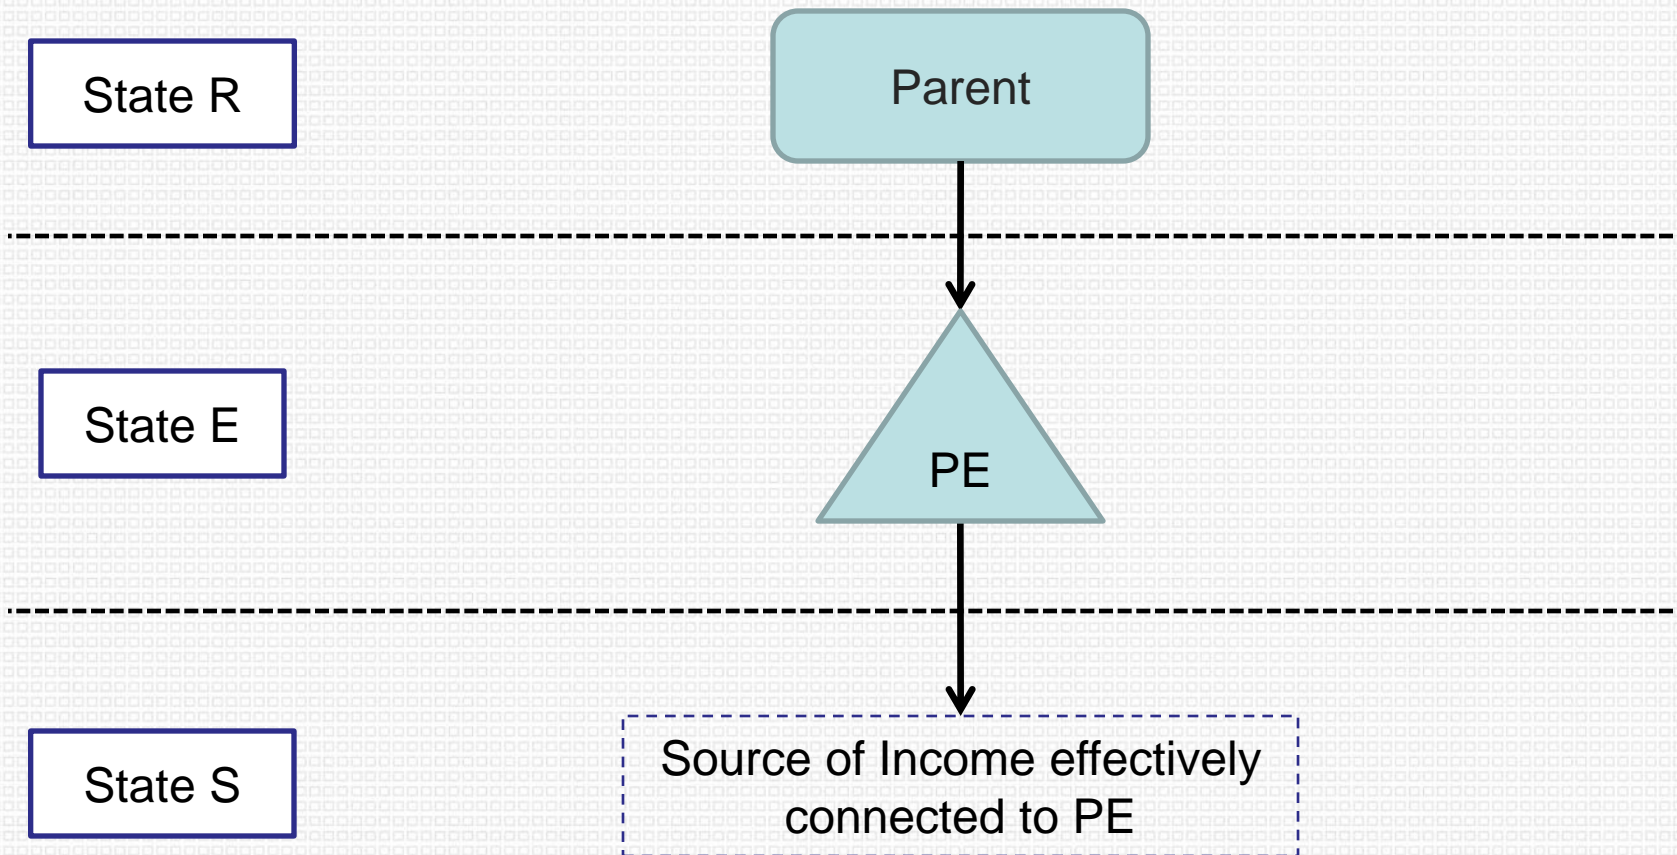 State R
Parent
State E
PE
State S
Source of Income effectively
connected to PE